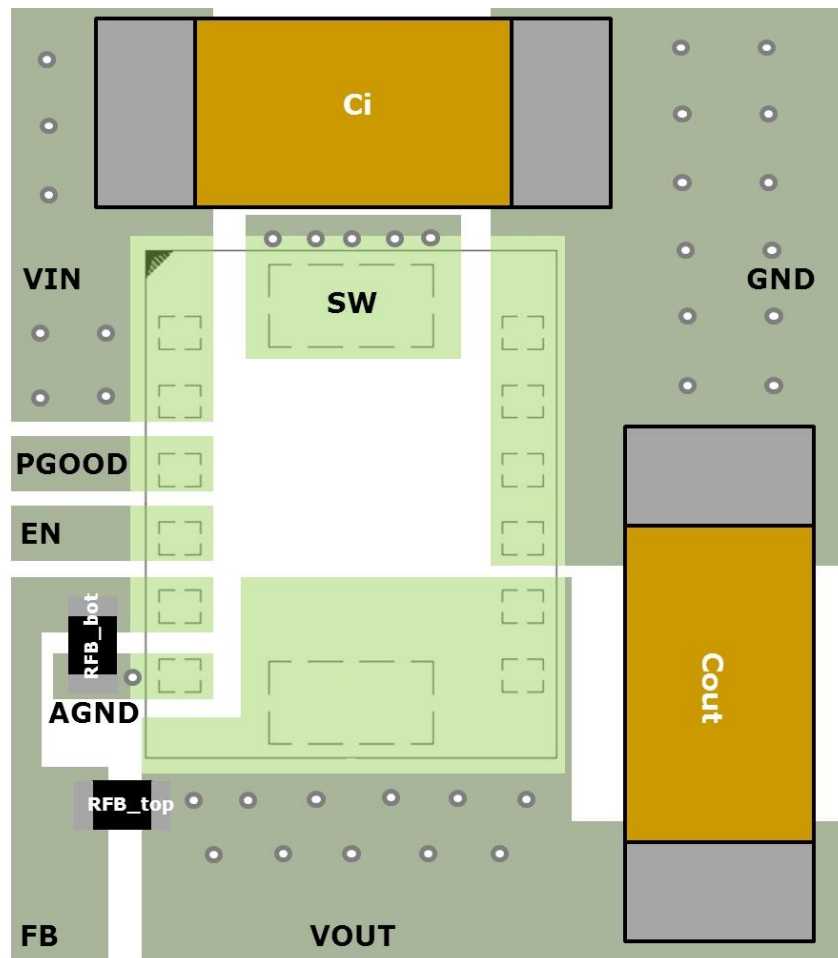 Ci
VIN
SW
GND
PGOOD
EN
RFB_bot
Cout
AGND
RFB_top
FB
VOUT